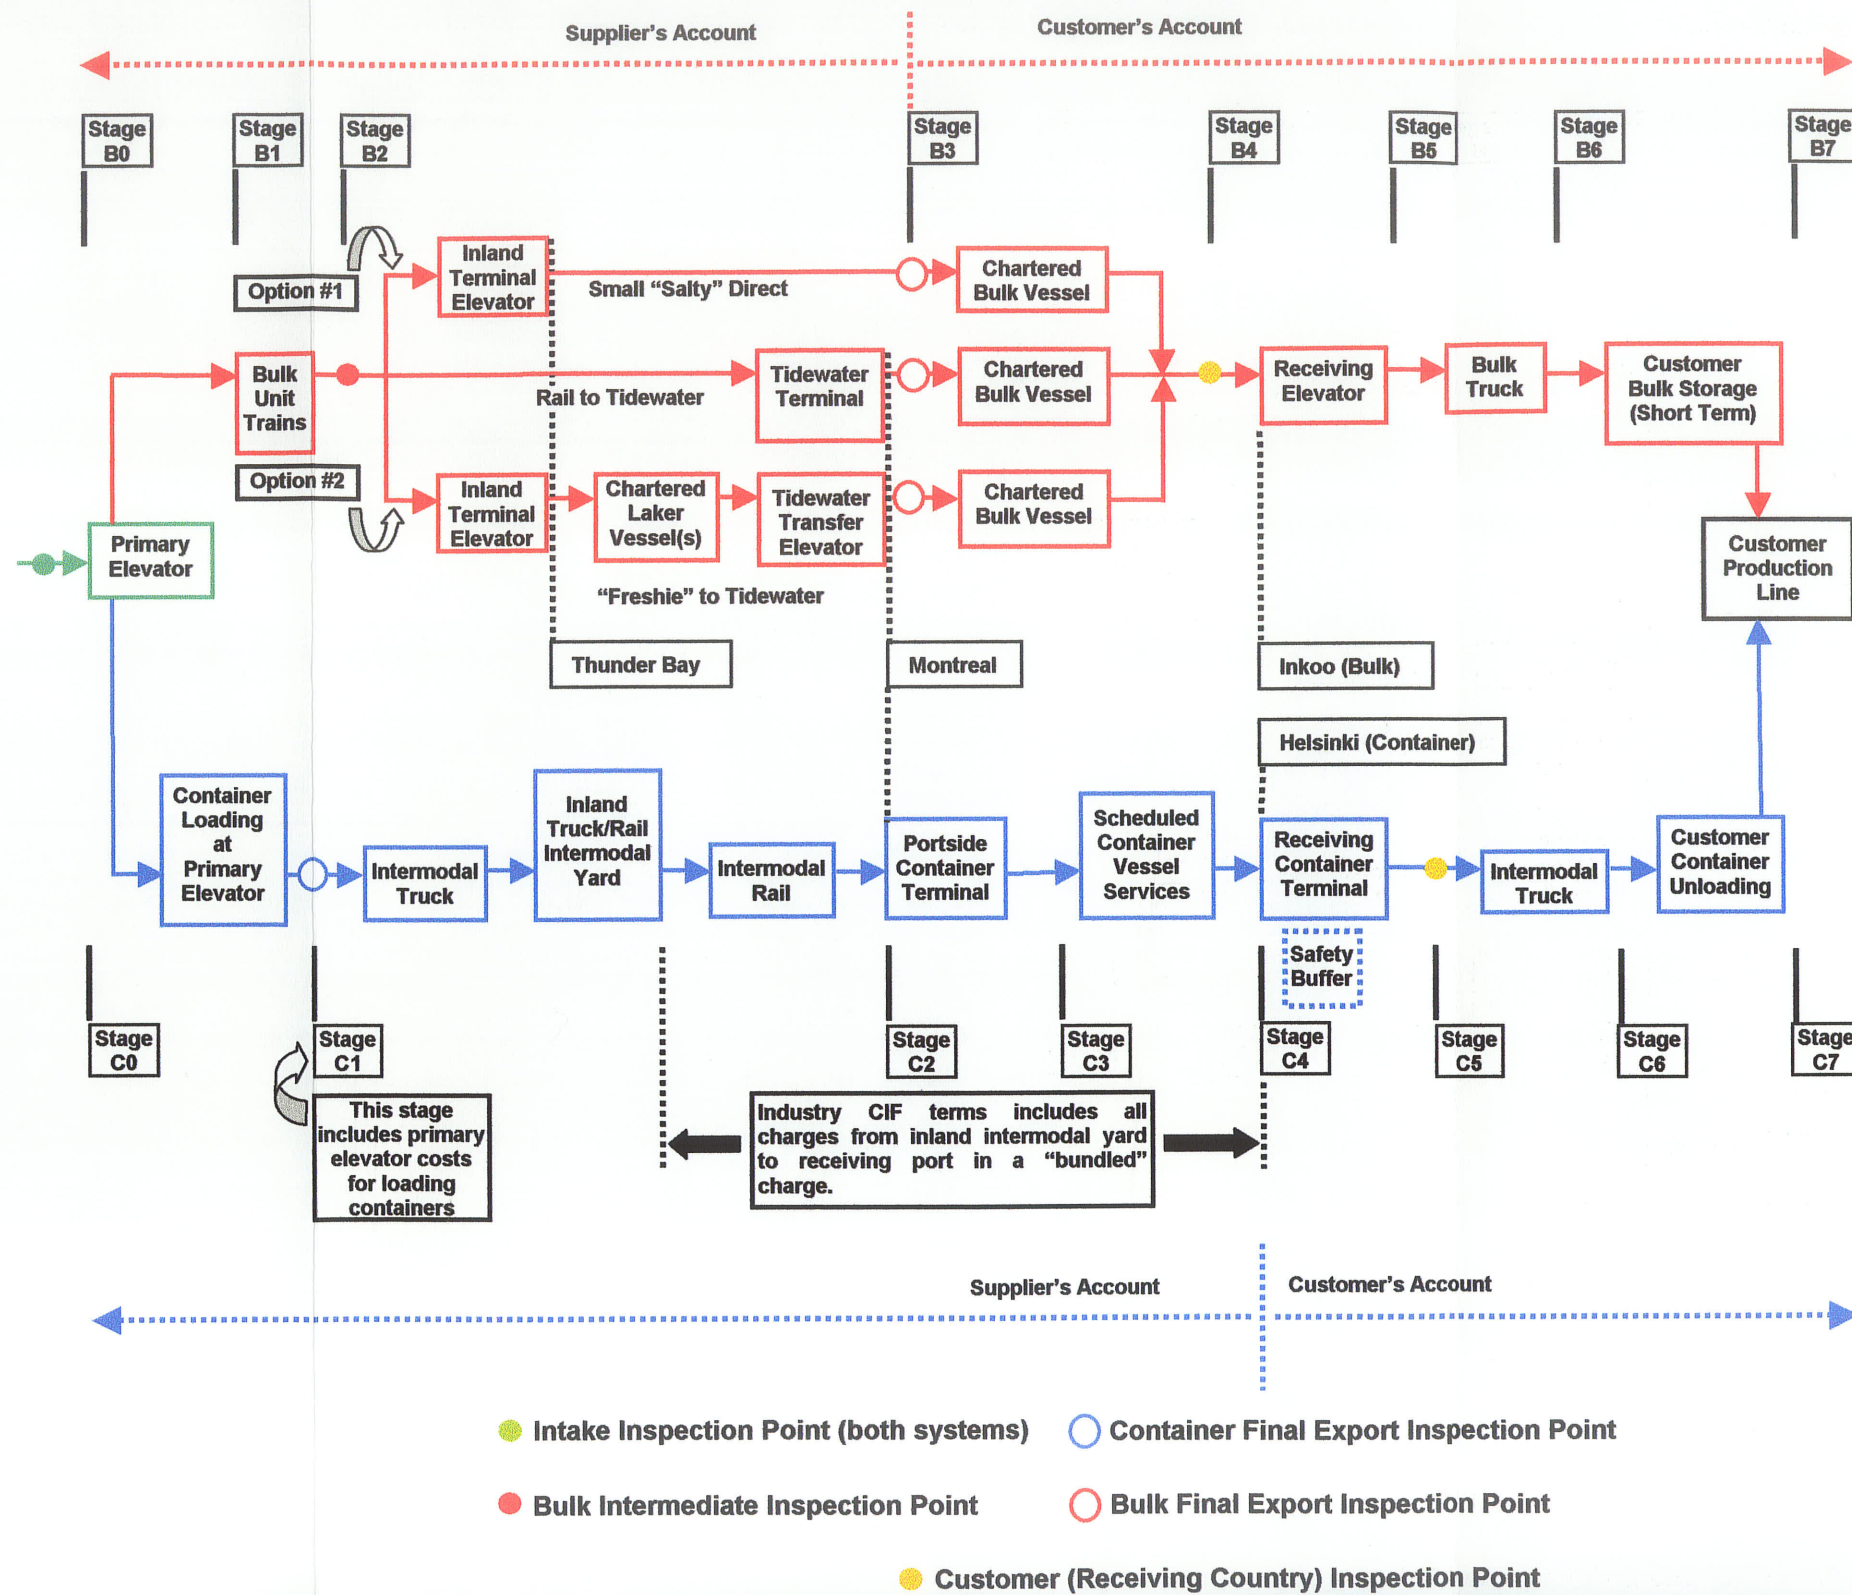 Supplier's Account
Customer's Account
Stage
B0
Stage
B1
Stage
B2
Stage
B3
Stage
B4
Stage
B5
Stage
B6
Stage
B7
Option #1
Inland
Terminal
Elevator
Small “Salty” Direct
Chartered
Bulk Vessel
Bulk
Unit
Trains
Rail to Tidewater
Tidewater
Terminal
Chartered
Bulk Vessel
Receiving
Elevator
Bulk
Truck
Customer
Bulk Storage
(Short Term)
Option #2
Inland
Terminal
Elevator
Chartered
Laker
Vessel(s)
Tidewater
Transfer
Elevator
Chartered
Bulk Vessel
Primary
Elevator
“Freshie” to Tidewater
Customer
Production
Line
Thunder Bay
Montreal
Inkoo (Bulk)
Helsinki (Container)
Container
Loading
at
Primary
Elevator
Intermodal
Truck
Inland
Truck/Rail
Intermodal
Yard
Intermodal
Rail
Portside
Container
Terminal
Scheduled
Container
Vessel
Services
Receiving
Container
Terminal
Intermodal
Truck
Customer
Container
Unloading
Safety
Buffer
Stage
C0
Stage
C1
Stage
C2
Stage
C3
Stage
C4
Stage
C5
Stage
C6
Stage
C7
This stage
includes primary
elevator costs
for loading
containers
Industry CIF terms includes all
charges from inland intermodal yard
to receiving port in a “bundled”
charge.
Supplier's Account
Customer's Account
Intake Inspection Point (both systems)
Container Final Export Inspection Point
Bulk Intermediate Inspection Point
Bulk Final Export Inspection Point
Customer (Receiving Country) Inspection Point